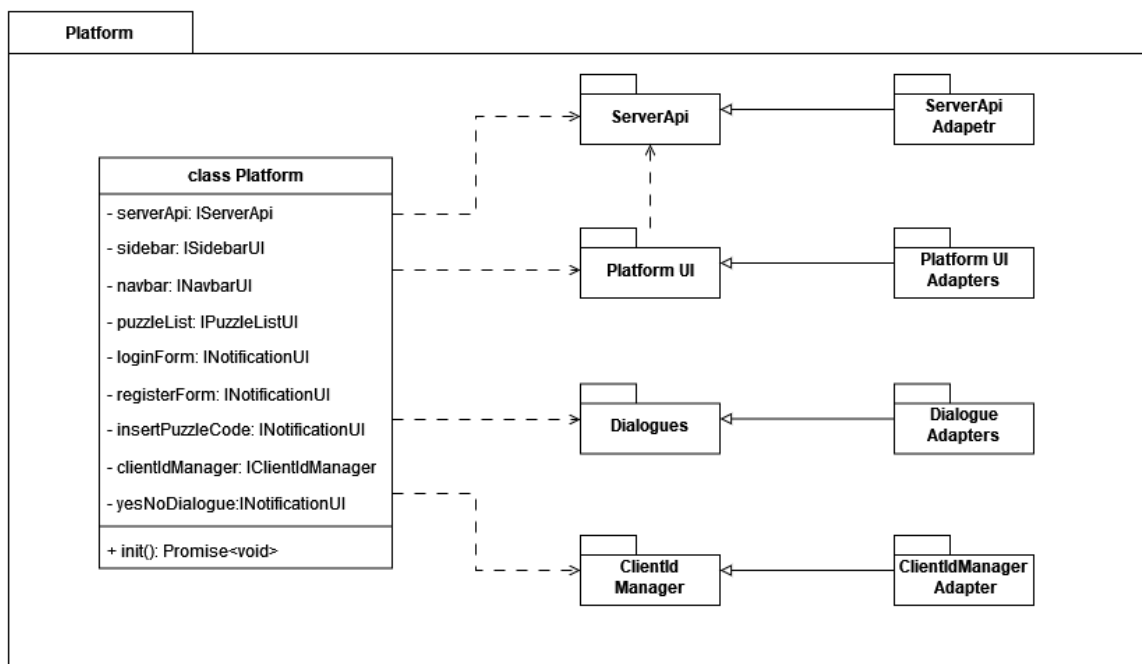 Platform
class Platform
- serverApi: IServerApi
- sidebar: ISidebarUI
- navbar: INavbarUI
- puzzleList: IPuzzleListUI
- loginForm: INotificationUI
- registerForm: INotificationUI
- insertPuzzleCode: INotificationUI
- clientIdManager: IClientIdManager
- yesNoDialogue:INotificationUI
+ init(): Promise<void>
ServerApi
ServerApi
Adapetr
Platform UI
Platform UI
Adapters
Dialogues
Dialogue
Adapters
ClientId
Manager
ClientIdManager
Adapter